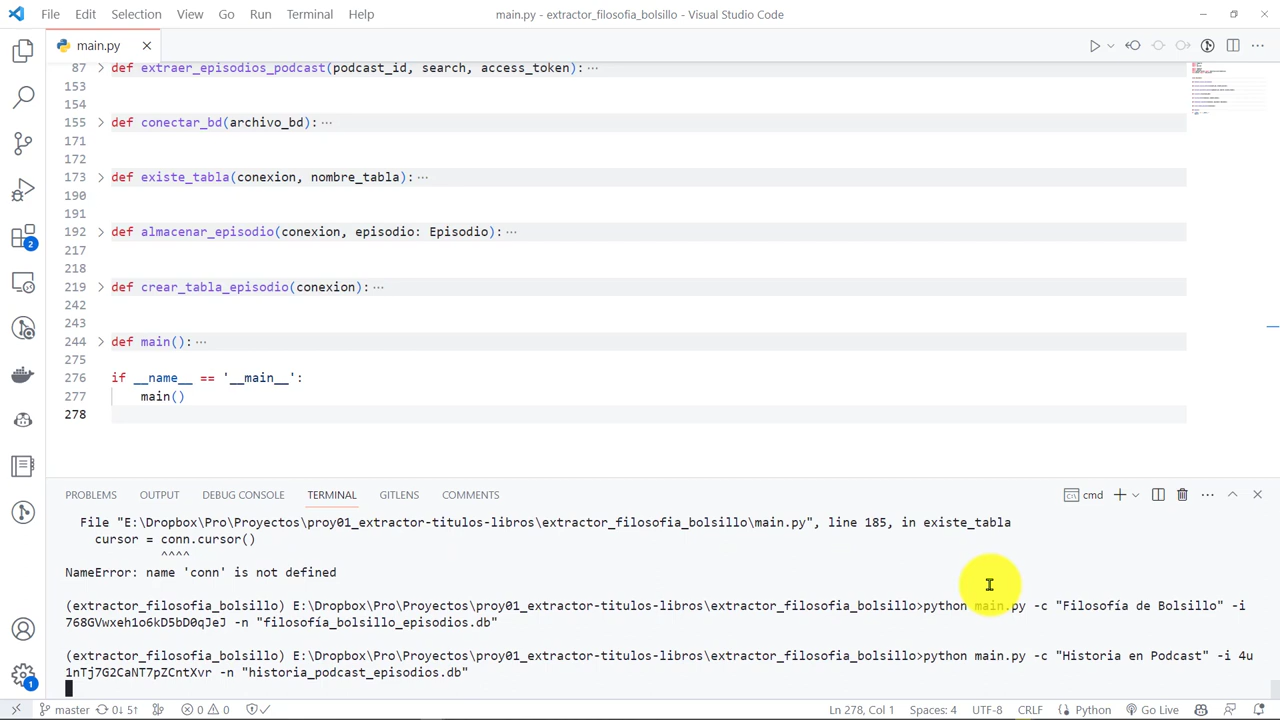 File Edit Selection View Go Run Terminal Help
main.py - extractor_filosofia_bolsillo - Visual Studio Code
main.py
87 def extraer_episodios_podcast(podcast_id, search, access_token):
153
154
155 def conectar_bd(archivo_bd):
171
172
173 def existe_tabla(conexion, nombre_tabla):
190
191
192 def almacenar_episodio(conexion, episodio: Episodio):
217
218
219 def crear_tabla_episodio(conexion):
242
243
244 def main():
275
276 if __name__ == '__main__':
277 main()
278
2
1
PROBLEMS OUTPUT DEBUG CONSOLE TERMINAL GITLENS COMMENTS
cmd
File "E:\Dropbox\Pro\Proyectos\proy01_extractor-titulos-libros\extractor_filosofia_bolsillo\main.py", line 185, in existe_tabla
cursor = conn.cursor()
^^^^
NameError: name 'conn' is not defined
(extractor_filosofia_bolsillo) E:\Dropbox\Pro\Proyectos\proy01_extractor-titulos-libros\extractor_filosofia_bolsillo>python main.py -c "Filosofía de Bolsillo" -i
768GVwxeh1o6kD5bD0qJeJ -n "filosofía_bolsillo_episodios.db"
(extractor_filosofia_bolsillo) E:\Dropbox\Pro\Proyectos\proy01_extractor-titulos-libros\extractor_filosofia_bolsillo>python main.py -c "Historia en Podcast" -i 4u
1nTj7G2CaNT7pZCntXvr -n "historia_podcast_episodios.db"
master 0↓ 5↑ 0 0 Ln 278, Col 1 Spaces: 4 UTF-8 CRLF Python Go Live